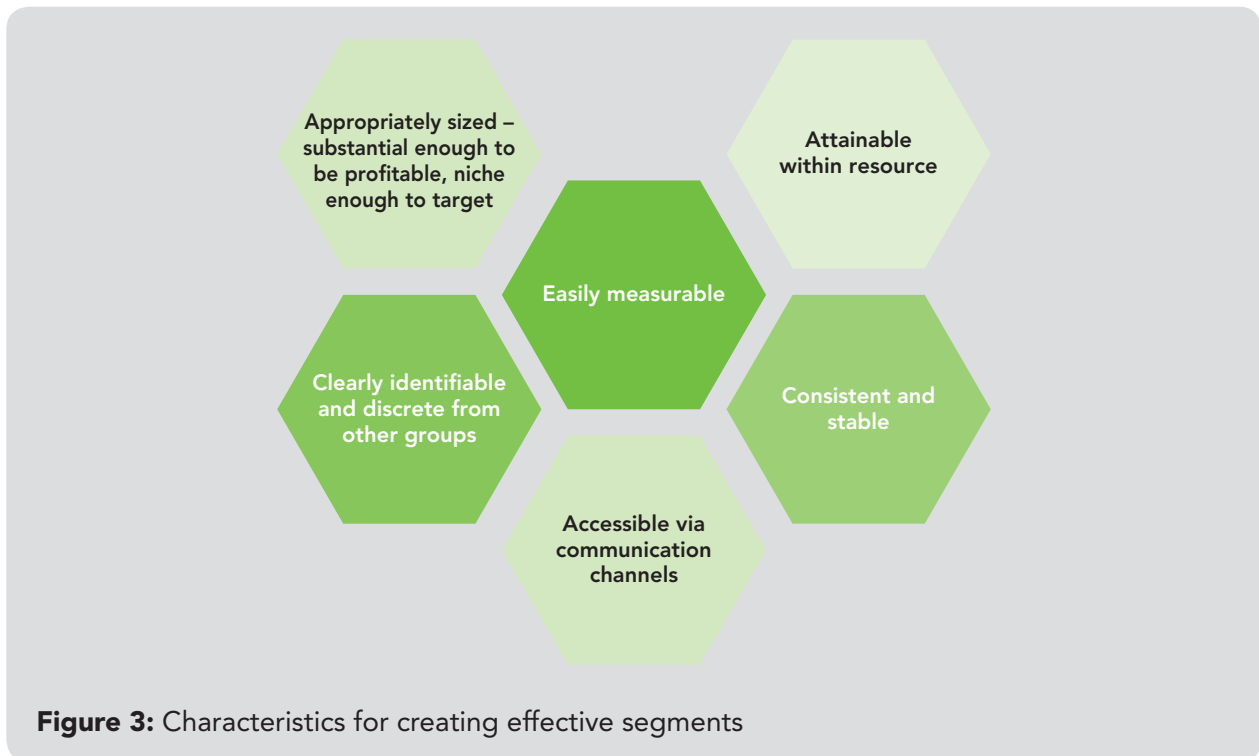 Appropriately sized –
substantial enough to
be profitable, niche
enough to target
Attainable
within resource
Easily measurable
Clearly identifiable
and discrete from
other groups
Consistent and
stable
Accessible via
communication
channels
Figure 3: Characteristics for creating effective segments